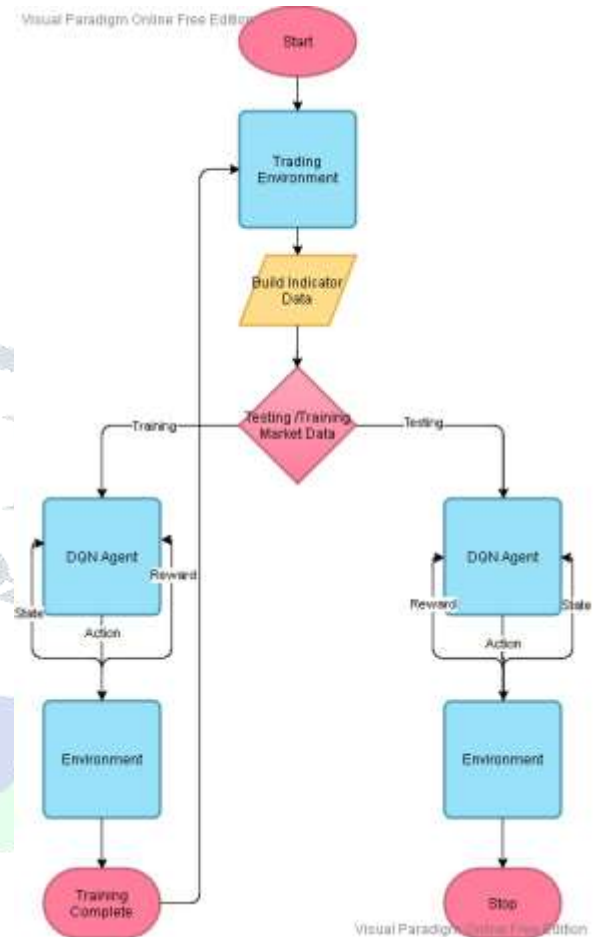 Visual Paradigm Online Free Edition
Start
Trading
Environment
Build Indicator
Data
Testing /Training
Market Data
Training
Testing
DQN Agent
DQN Agent
Reward
State
Action
Reward
State
Action
Environment
Environment
Training
Complete
Stop
Visual Paradigm Online Free Edition